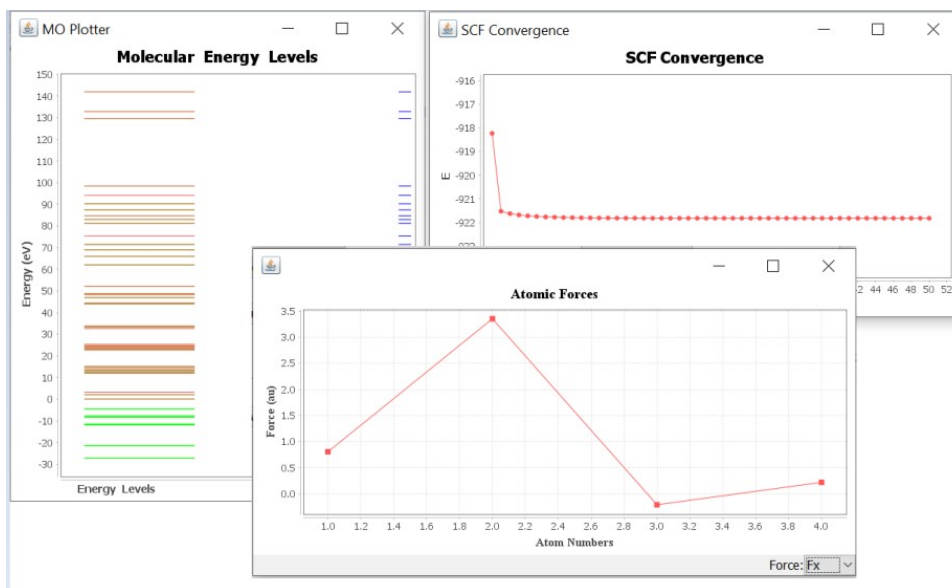 MO Plotter
Molecular Energy Levels
150
140
130
120
110
100
90
80
70
60
50
40
30
20
10
0
-10
-20
-30
Energy (eV)
Energy Levels
SCF Convergence
SCF Convergence
-916
-917
-918
-919
-920
-921
-922
E
42 44 46 48 50 52
Atomic Forces
3.5
3.0
2.5
2.0
1.5
1.0
0.5
0.0
Force (au)
1.0 1.2 1.4 1.6 1.8 2.0 2.2 2.4 2.6 2.8 3.0 3.2 3.4 3.6 3.8 4.0
Atom Numbers
Force: Fx